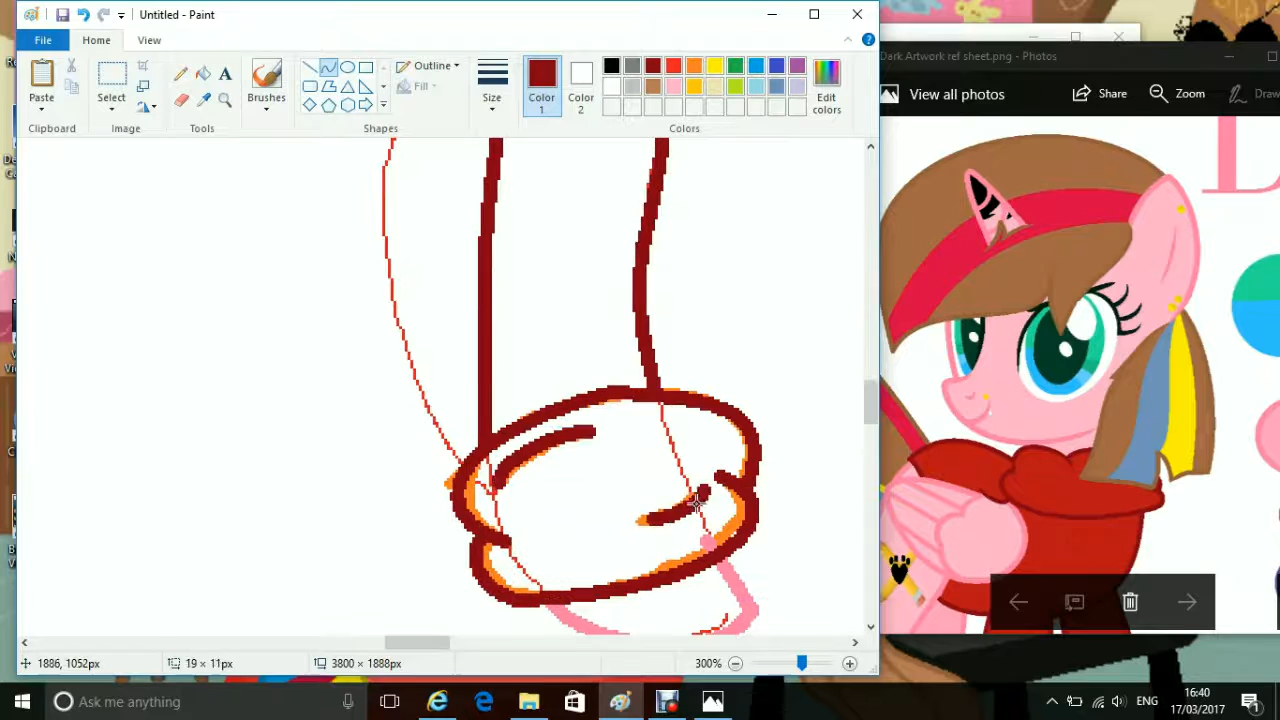 Untitled - Paint
File
Home
View
Paste
Select
Brushes
Outline
Fill
Size
Color
1
Color
2
Edit
colors
Clipboard
Image
Tools
Shapes
Colors
Dark Artwork ref sheet.png - Photos
View all photos
Share
Zoom
Draw
1886, 1052px
19 × 11px
3800 × 1888px
300%
Ask me anything
ENG
16:40
17/03/2017